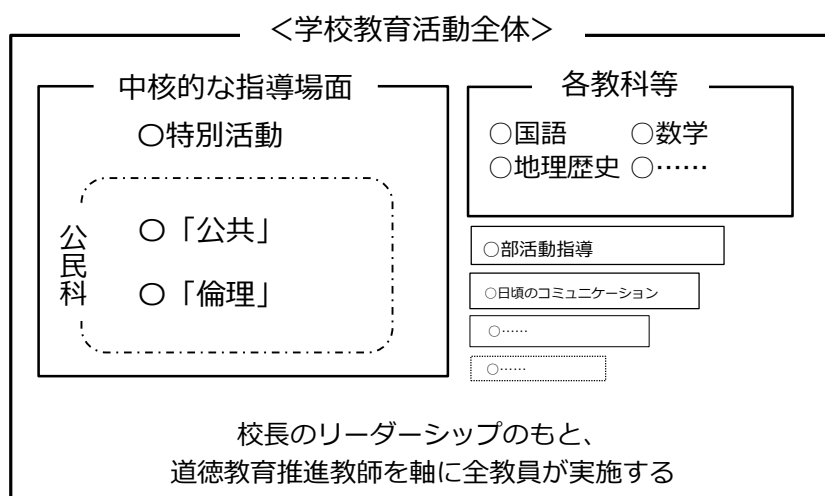 ＜学校教育活動全体＞
中核的な指導場面
〇特別活動
公民科
〇「公共」
〇「倫理」
各教科等
○国語　○数学
○地理歴史 ○……
○部活動指導
○日頃のコミュニケーション
○……
○……
校長のリーダーシップのもと、
道徳教育推進教師を軸に全教員が実施する